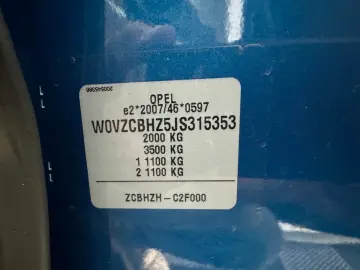 OPEL
e2*2007/46*0597
W0VZCBHZ5JS315353
2000 KG
3500 KG
1 1100 KG
2 1100 KG
ZCBHZH-C2F000